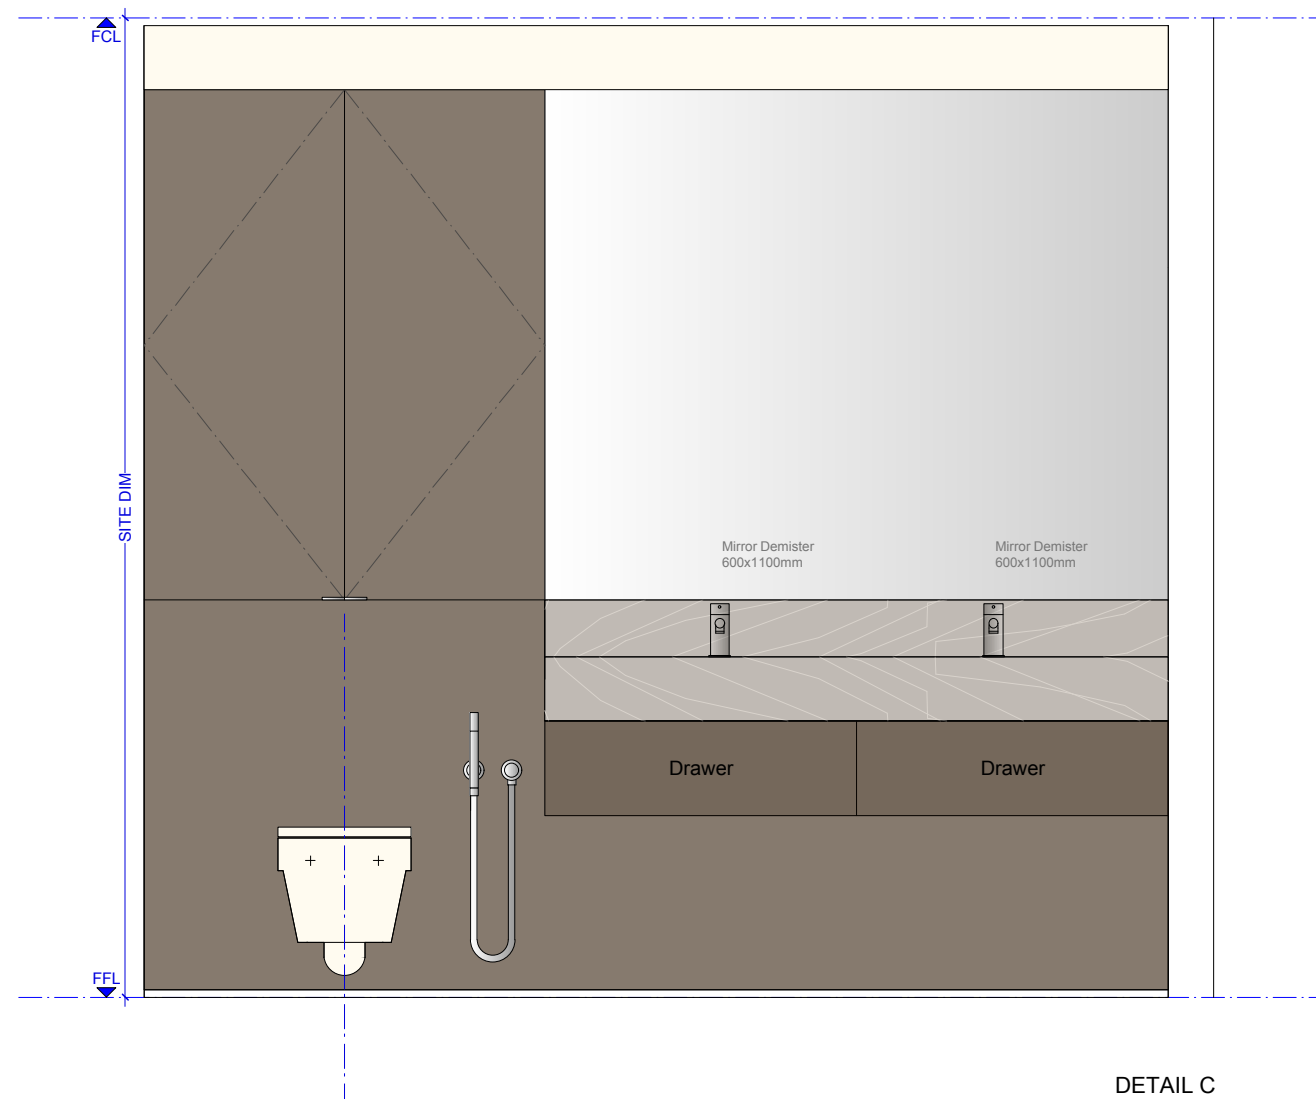 FCL
SITE DIM
Mirror Demister
600x1100mm
Mirror Demister
600x1100mm
Drawer
Drawer
FFL
DETAIL C